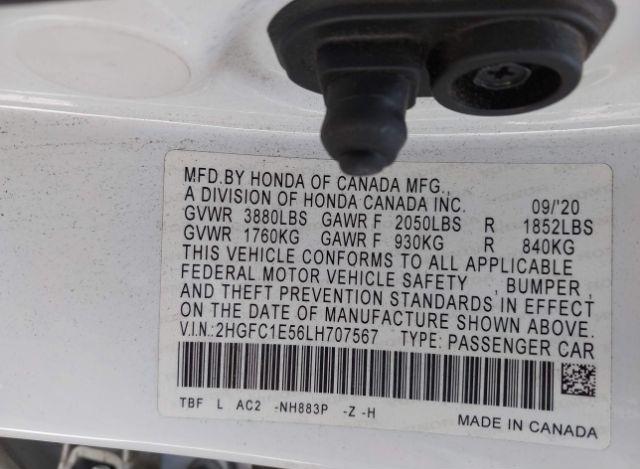 MFD.BY HONDA OF CANADA MFG.,
A DIVISION OF HONDA CANADA INC. 09/'20
GVWR 3880LBS GAWR F 2050LBS R 1852LBS
GVWR 1760KG GAWR F 930KG R 840KG
THIS VEHICLE CONFORMS TO ALL APPLICABLE
FEDERAL MOTOR VEHICLE SAFETY , BUMPER ,
AND THEFT PREVENTION STANDARDS IN EFFECT
ON THE DATE OF MANUFACTURE SHOWN ABOVE.
V.I.N.:2HGFC1E56LH707567 TYPE: PASSENGER CAR
TBF L AC2 -NH883P -Z -H
MADE IN CANADA